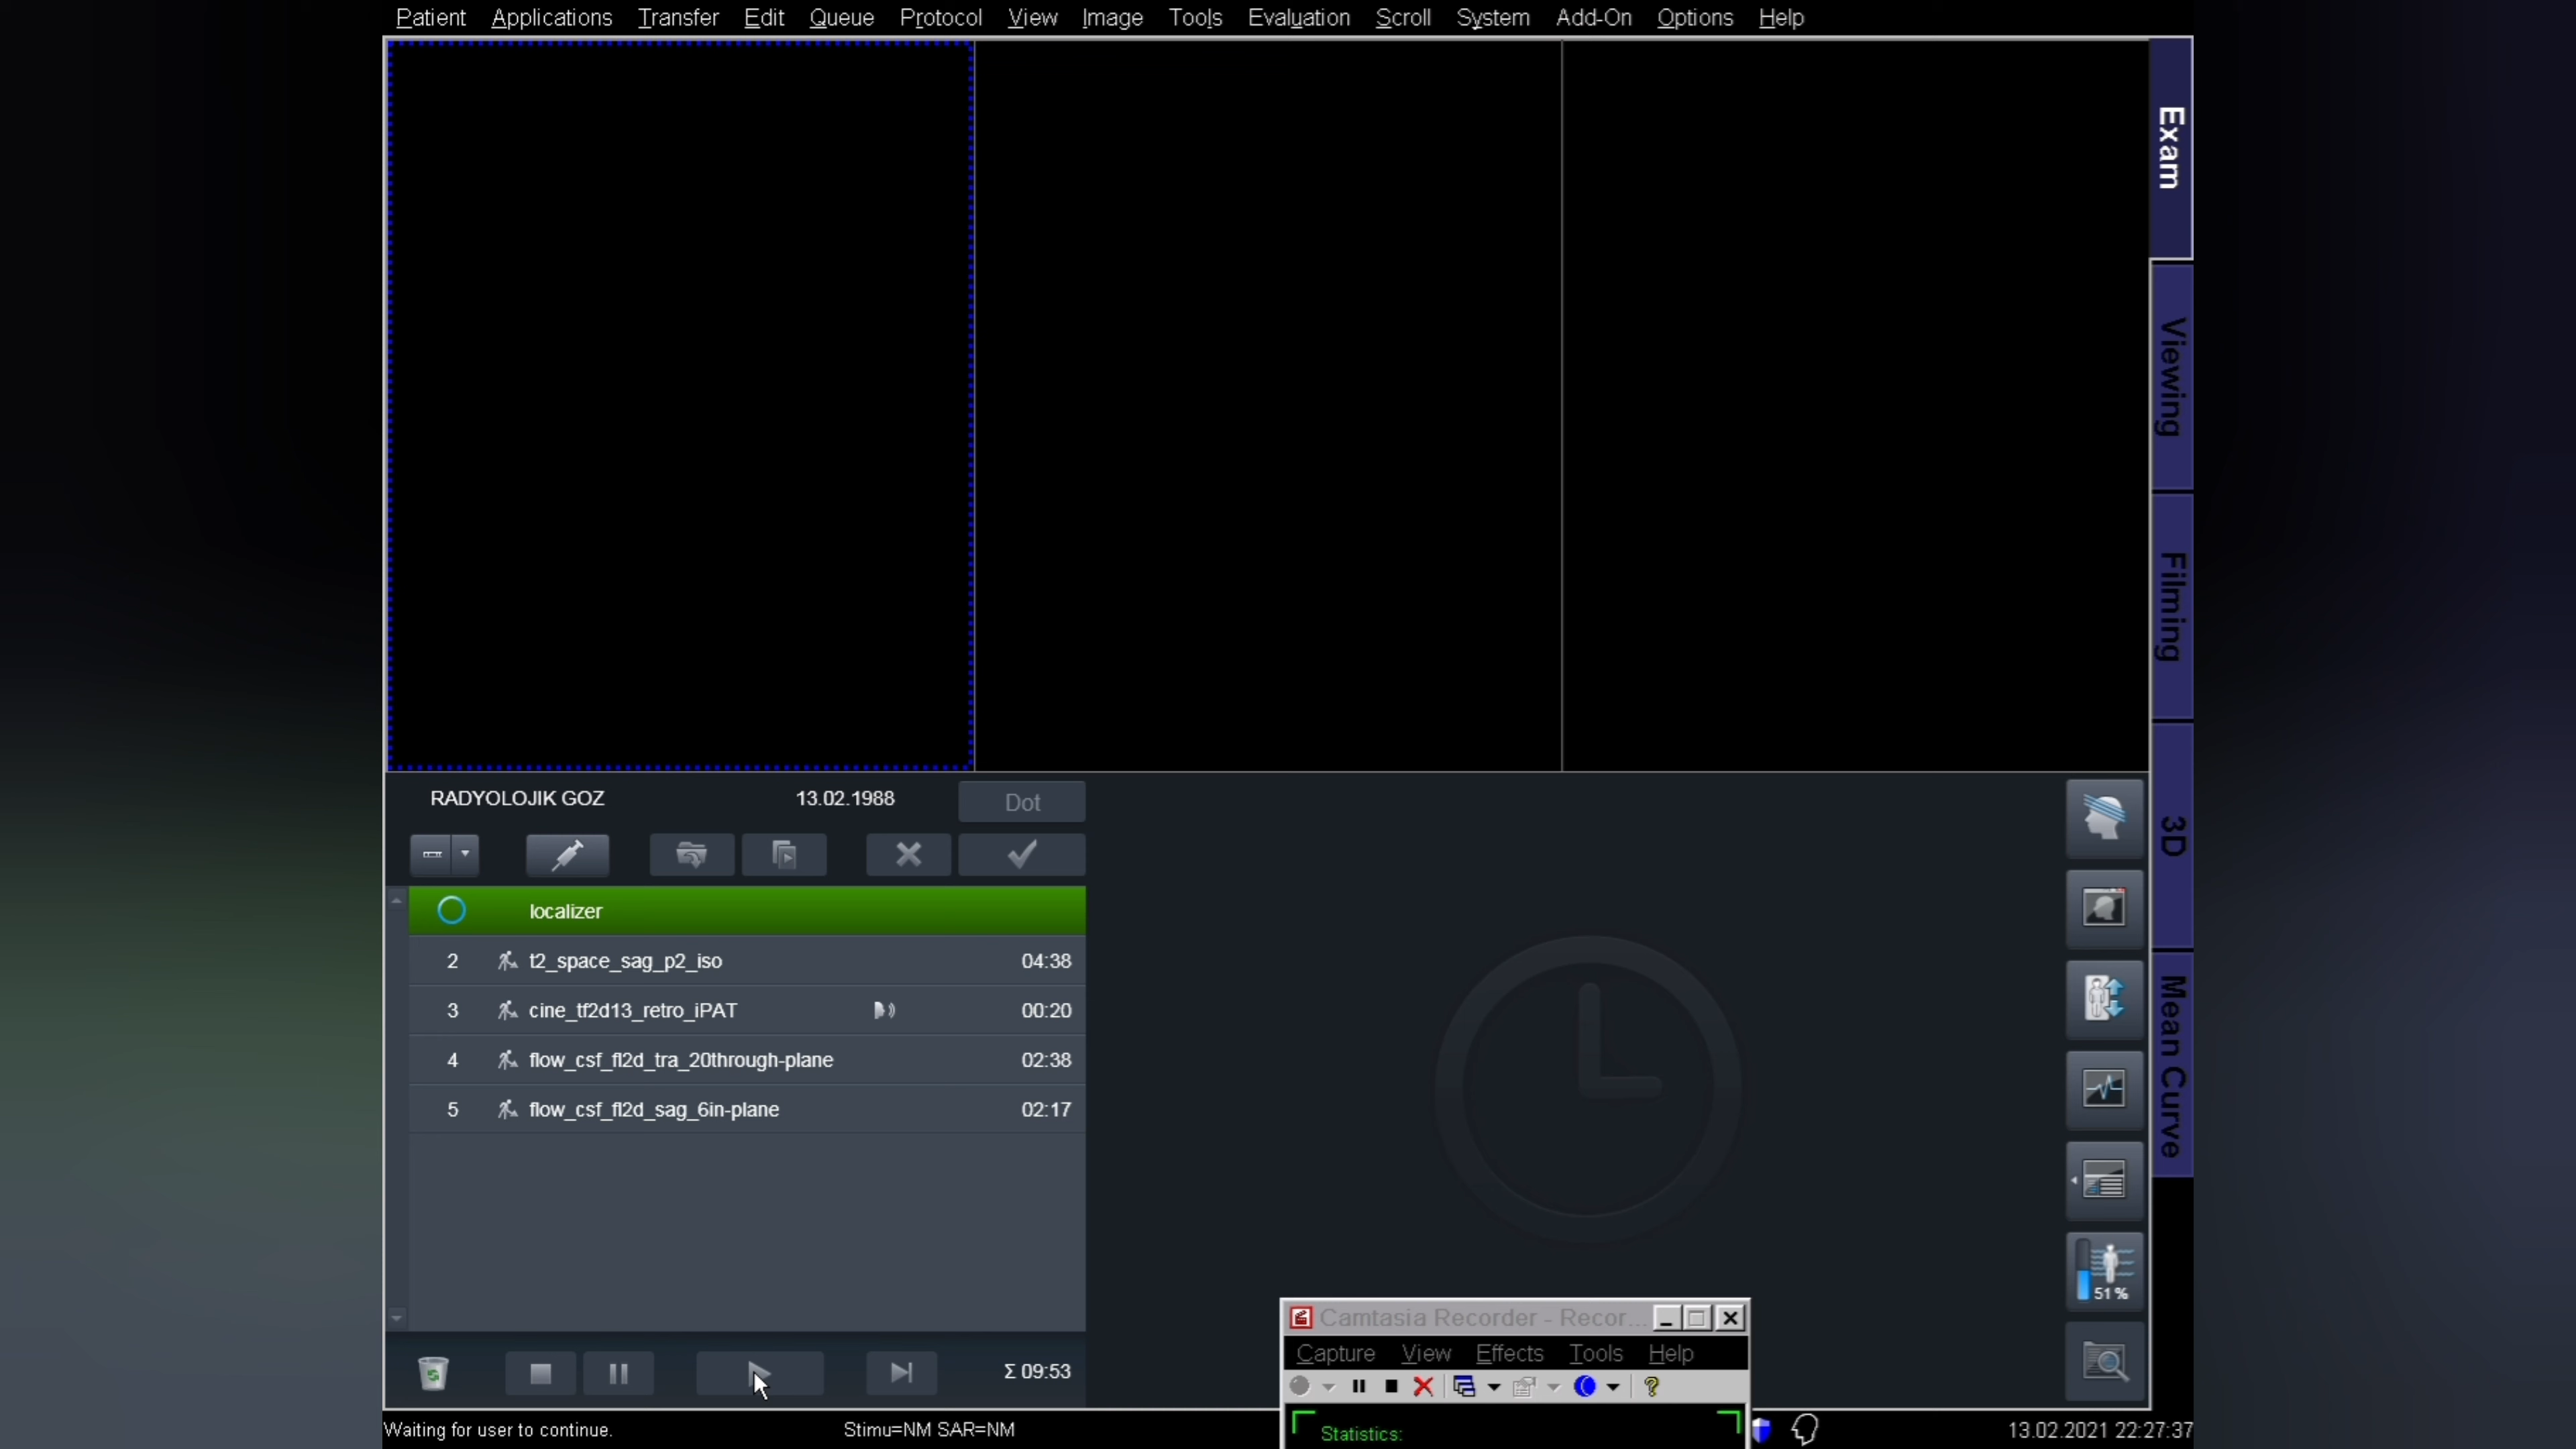 Patient Applications Transfer Edit Queue Protocol View Image Tools Evaluation Scroll System Add-On Options Help
Exam
Viewing
Filming
3D
Mean Curve
RADYOLOJIK GOZ 13.02.1988 Dot
localizer
2 t2_space_sag_p2_iso 04:38
3 cine_tf2d13_retro_iPAT 00:20
4 flow_csf_fl2d_tra_20through-plane 02:38
5 flow_csf_fl2d_sag_6in-plane 02:17
51 %
Σ 09:53
Camtasia Recorder - Recor...
Capture View Effects Tools Help
Statistics:
Waiting for user to continue. Stimu=NM SAR=NM 13.02.2021 22:27:37